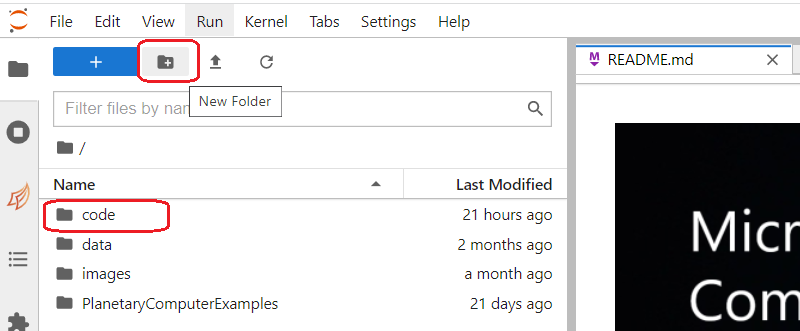 File Edit View Run Kernel Tabs Settings Help
README.md
New Folder
Filter files by
/
Name Last Modified
code 21 hours ago
data 2 months ago
images a month ago
PlanetaryComputerExamples 21 days ago
Micr
Com